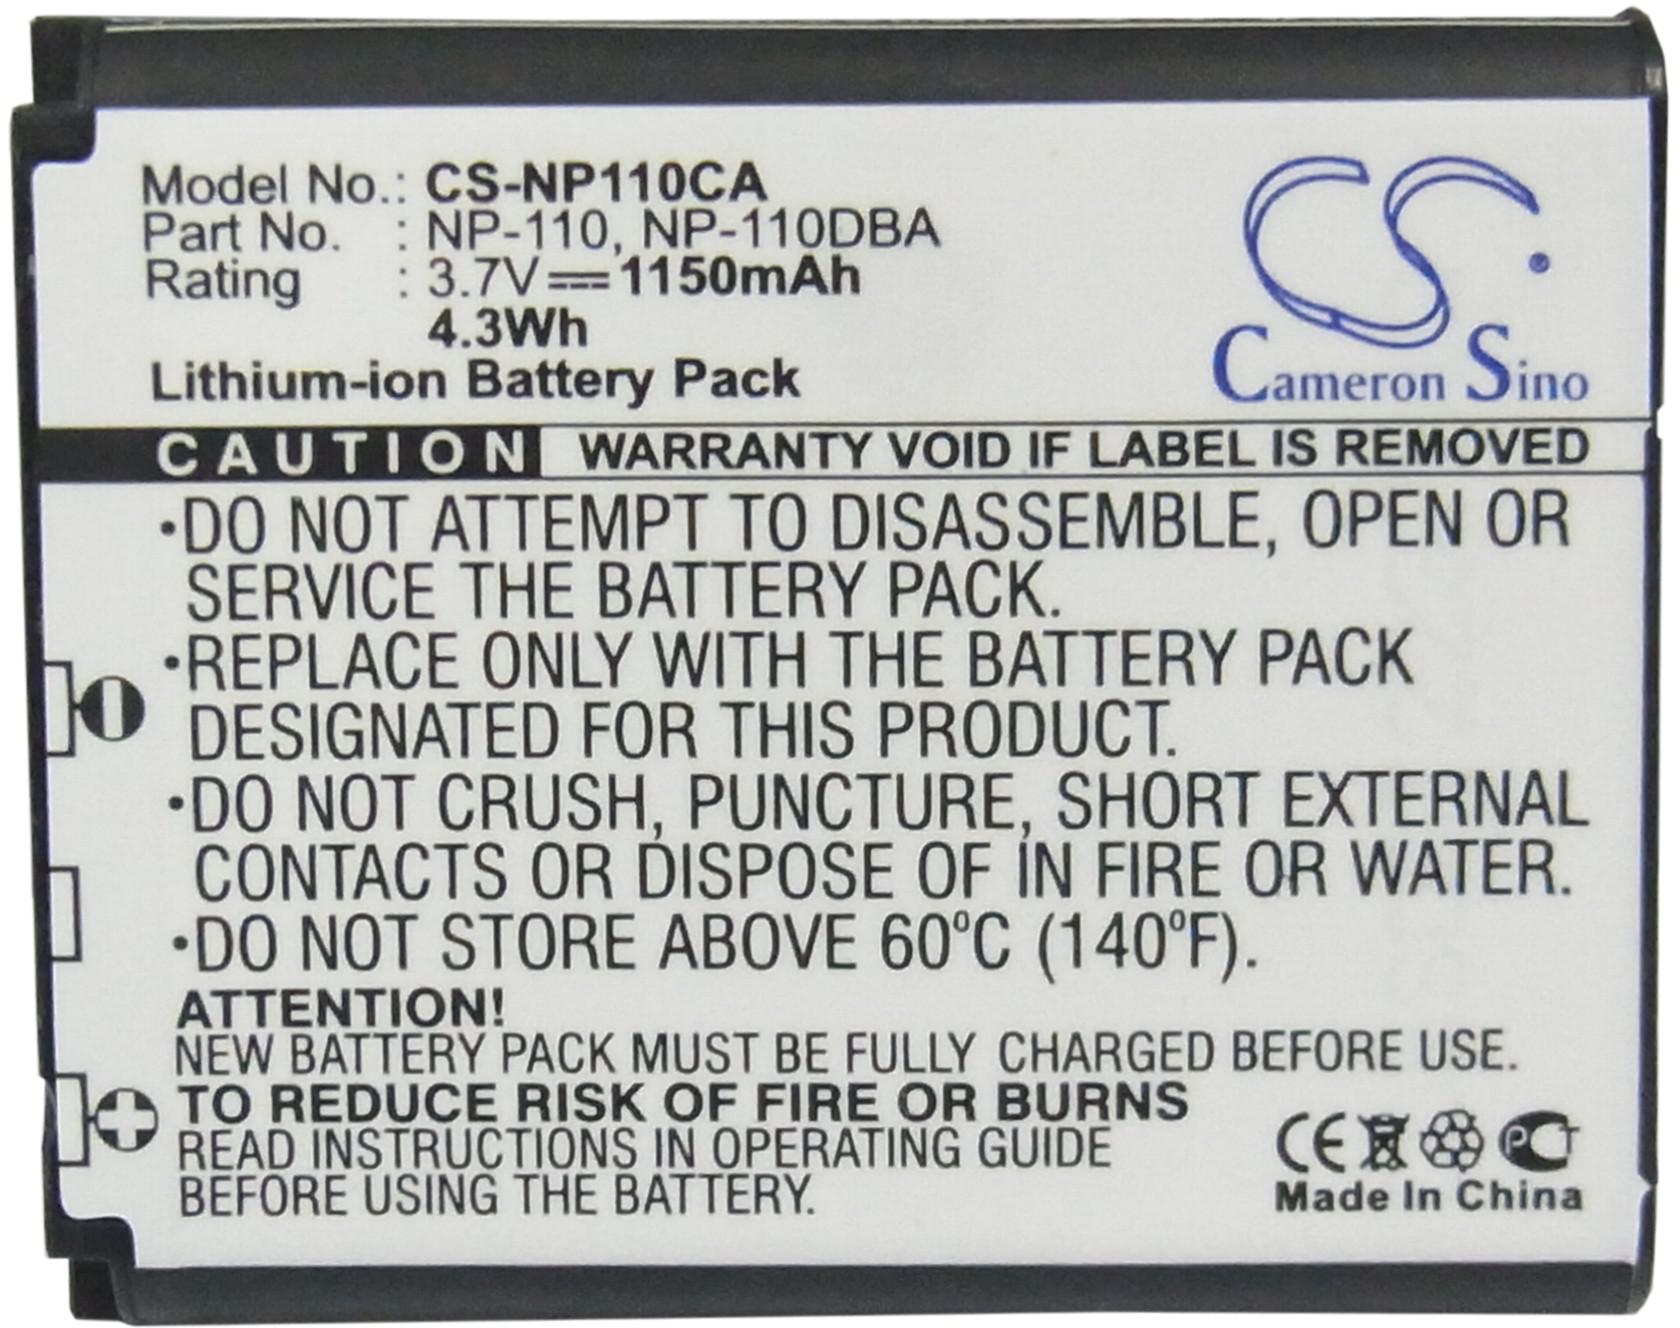 Model No.: CS-NP110CA
Part No. : NP-110, NP-110DBA
Rating : 3.7V⎓1150mAh
4.3Wh
Lithium-ion Battery Pack
CS
Cameron Sino
CAUTION WARRANTY VOID IF LABEL IS REMOVED
•DO NOT ATTEMPT TO DISASSEMBLE, OPEN OR
SERVICE THE BATTERY PACK.
•REPLACE ONLY WITH THE BATTERY PACK
DESIGNATED FOR THIS PRODUCT.
•DO NOT CRUSH, PUNCTURE, SHORT EXTERNAL
CONTACTS OR DISPOSE OF IN FIRE OR WATER.
•DO NOT STORE ABOVE 60°C (140°F).
ATTENTION!
NEW BATTERY PACK MUST BE FULLY CHARGED BEFORE USE.
TO REDUCE RISK OF FIRE OR BURNS
READ INSTRUCTIONS IN OPERATING GUIDE
BEFORE USING THE BATTERY.
CE PCT
Made In China